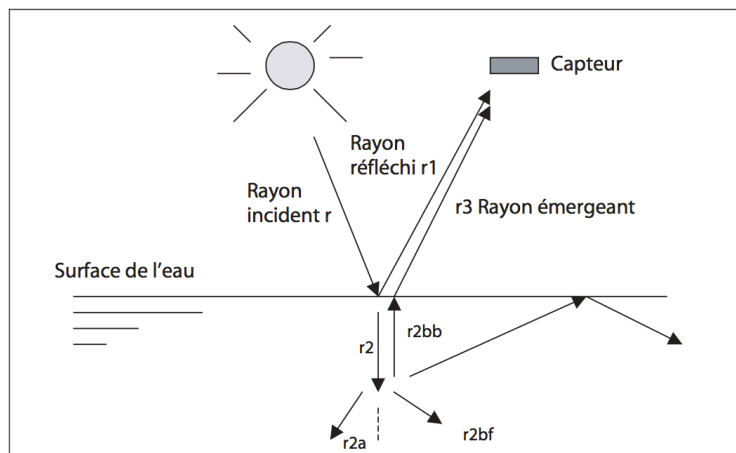 Capteur
Rayon
réfléchi r1
Rayon
incident r
r3 Rayon émergeant
Surface de l'eau
r2bb
r2
r2bf
r2a